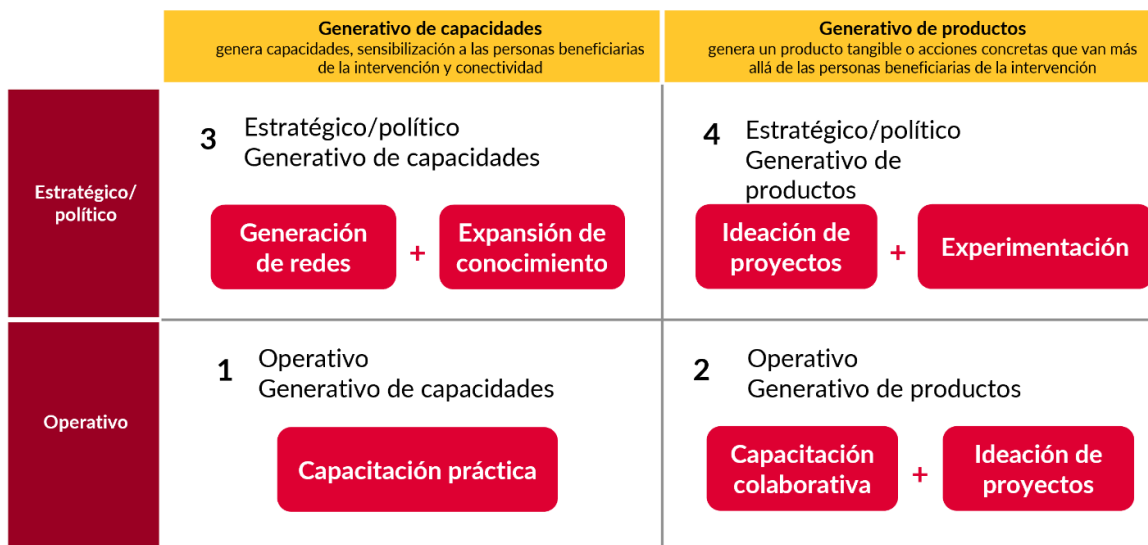 Generativo de capacidades
genera capacidades, sensibilización a las personas beneficiarias
de la intervención y conectividad
Generativo de productos
genera un producto tangible o acciones concretas que van más
allá de las personas beneficiarias de la intervención
Estratégico/
político
3
Estratégico/político
Generativo de capacidades
Generación
de redes
+
Expansión de
conocimiento
4
Estratégico/político
Generativo de
productos
Ideación de
proyectos
+
Experimentación
Operativo
1
Operativo
Generativo de capacidades
Capacitación práctica
2
Operativo
Generativo de productos
Capacitación
colaborativa
+
Ideación de
proyectos